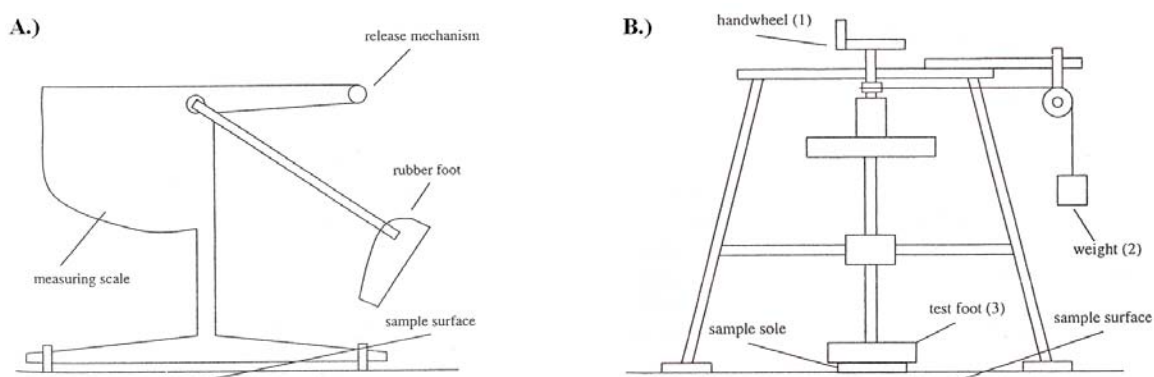 A.)
release mechanism
rubber foot
measuring scale
sample surface
B.)
handwheel (1)
weight (2)
test foot (3)
sample sole
sample surface